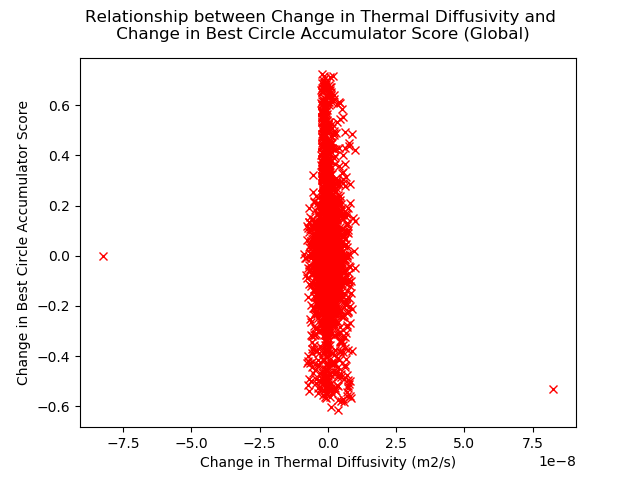 Relationship between Change in Thermal Diffusivity and
Change in Best Circle Accumulator Score (Global)
Change in Best Circle Accumulator Score
0.6
0.4
0.2
0.0
−0.2
−0.4
−0.6
−7.5 −5.0 −2.5 0.0 2.5 5.0 7.5
1e−8
Change in Thermal Diffusivity (m2/s)